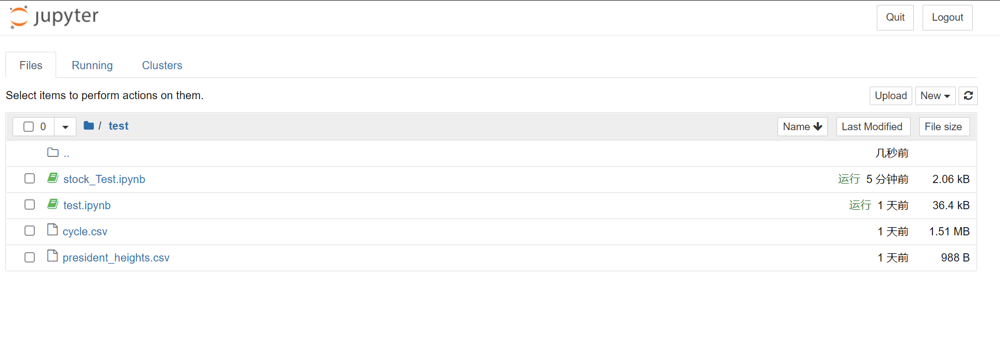 jupyter Quit Logout
Files Running Clusters
Select items to perform actions on them. Upload New
0 / test Name Last Modified File size
.. 几秒前
stock_Test.ipynb 运行 5 分钟前 2.06 kB
test.ipynb 运行 1 天前 36.4 kB
cycle.csv 1 天前 1.51 MB
president_heights.csv 1 天前 988 B